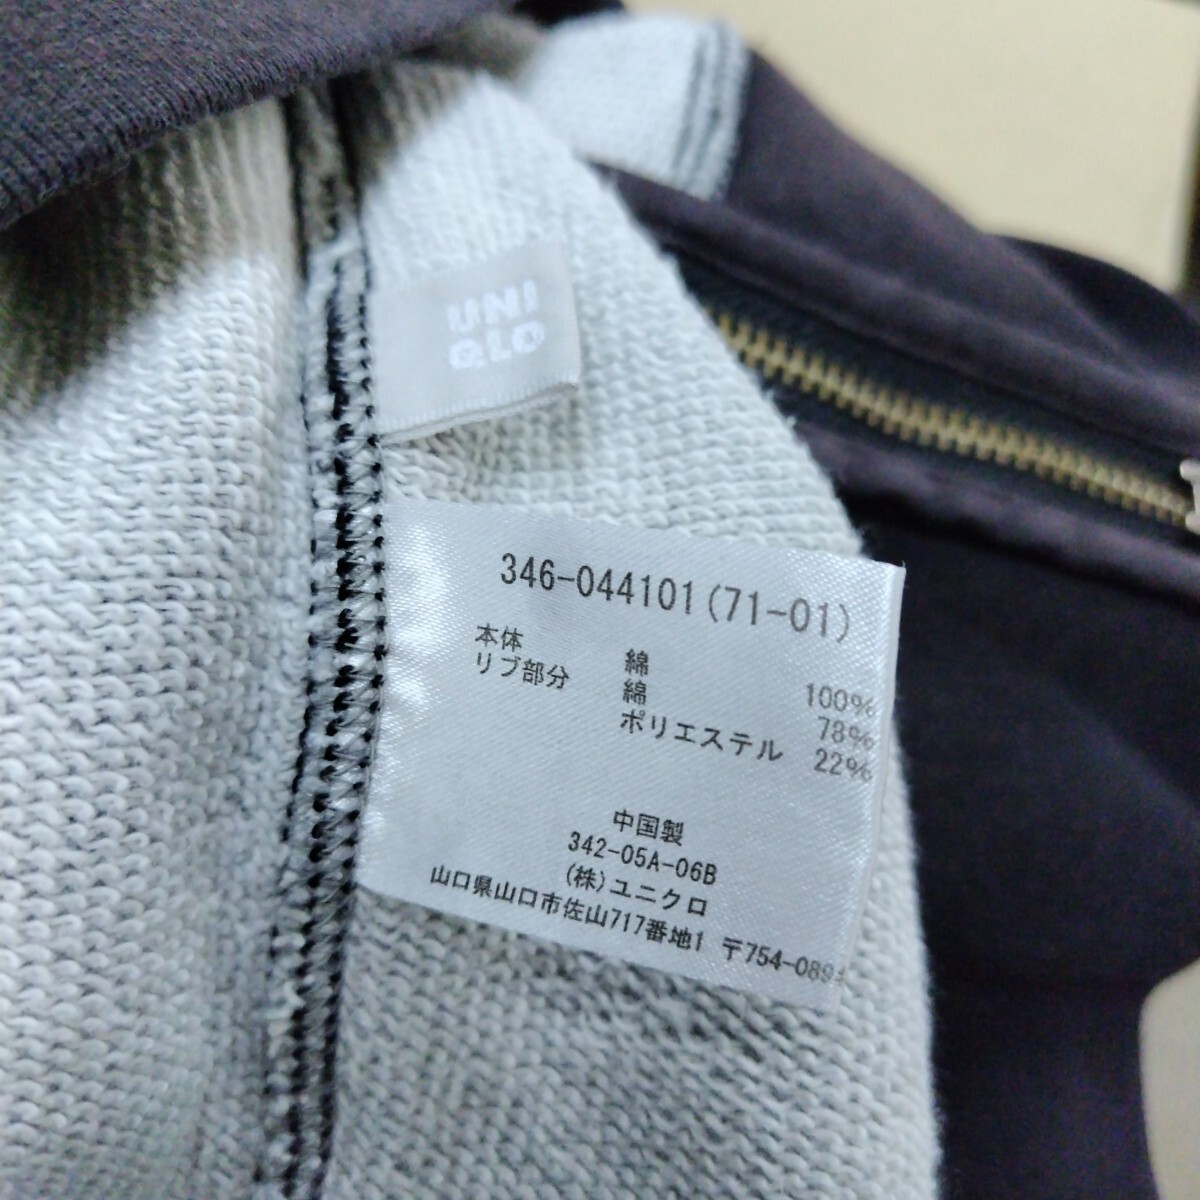 UNI
QLO
346-044101(71-01)
本体 綿 100%
リブ部分 綿 78%
ポリエステル 22%
中国製
342-05A-06B
(株)ユニクロ
山口県山口市佐山717番地1 〒754-0894